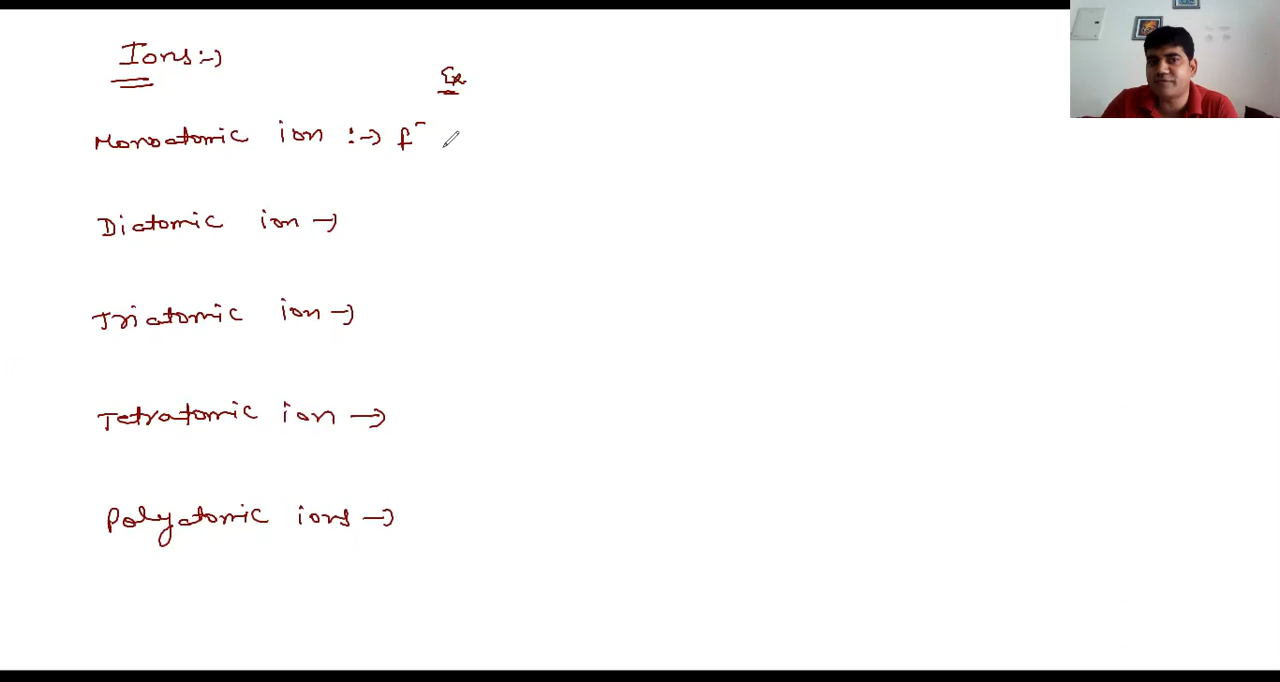 Ions :→
Ex
Monoatomic ion :→ f⁻
Diatomic ion →
Triatomic ion →
Tetratomic ion →
Polyatomic ions →